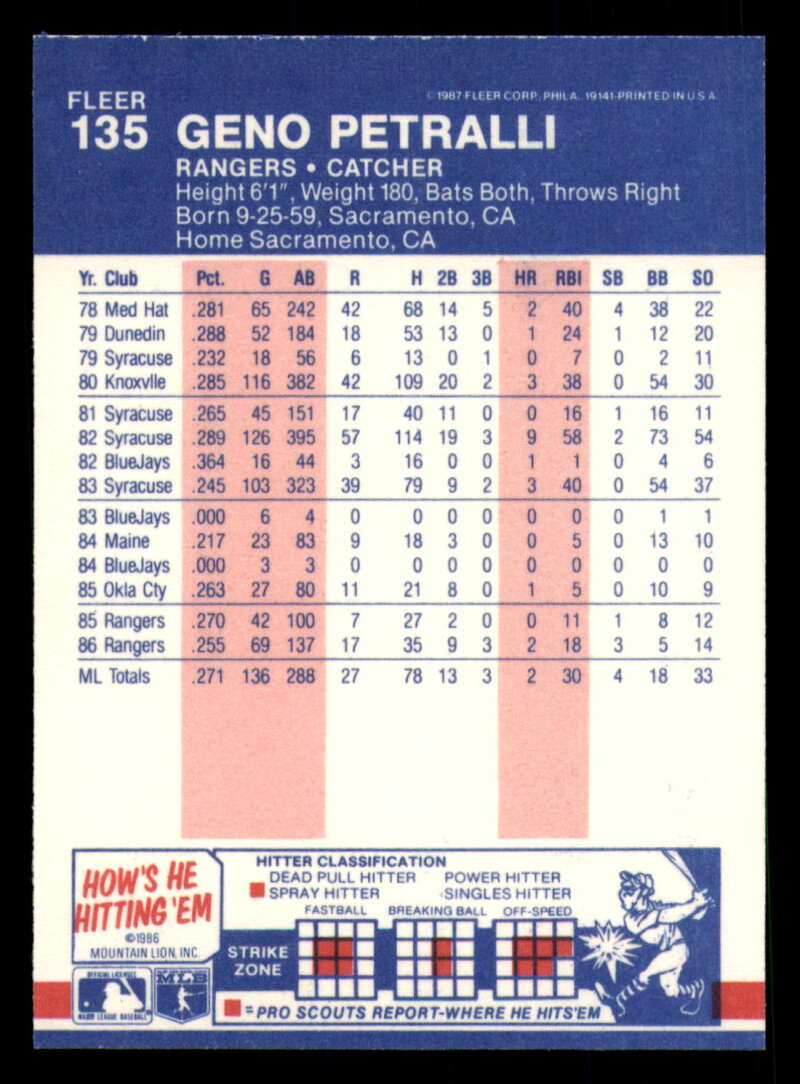 FLEER
© 1987 FLEER CORP. PHILA. 19141-PRINTED IN U S A
135 GENO PETRALLI
RANGERS • CATCHER
Height 6'1", Weight 180, Bats Both, Throws Right
Born 9-25-59, Sacramento, CA
Home Sacramento, CA
Yr. Club Pct. G AB R H 2B 3B HR RBI SB BB SO
78 Med Hat .281 65 242 42 68 14 5 2 40 4 38 22
79 Dunedin .288 52 184 18 53 13 0 1 24 1 12 20
79 Syracuse .232 18 56 6 13 0 1 0 7 0 2 11
80 Knoxvlle .285 116 382 42 109 20 2 3 38 0 54 30
81 Syracuse .265 45 151 17 40 11 0 0 16 1 16 11
82 Syracuse .289 126 395 57 114 19 3 9 58 2 73 54
82 BlueJays .364 16 44 3 16 0 0 1 1 0 4 6
83 Syracuse .245 103 323 39 79 9 2 3 40 0 54 37
83 BlueJays .000 6 4 0 0 0 0 0 0 0 1 1
84 Maine .217 23 83 9 18 3 0 0 5 0 13 10
84 BlueJays .000 3 3 0 0 0 0 0 0 0 0 0
85 Okla Cty .263 27 80 11 21 8 0 1 5 0 10 9
85 Rangers .270 42 100 7 27 2 0 0 11 1 8 12
86 Rangers .255 69 137 17 35 9 3 2 18 3 5 14
ML Totals .271 136 288 27 78 13 3 2 30 4 18 33
HOW'S HE
HITTING 'EM
©1986
MOUNTAIN LION, INC.
OFFICIAL LICENSEE
MAJOR LEAGUE BASEBALL
MLB
HITTER CLASSIFICATION
DEAD PULL HITTER POWER HITTER
SPRAY HITTER SINGLES HITTER
FASTBALL BREAKING BALL OFF-SPEED
STRIKE
ZONE
=PRO SCOUTS REPORT-WHERE HE HITS'EM